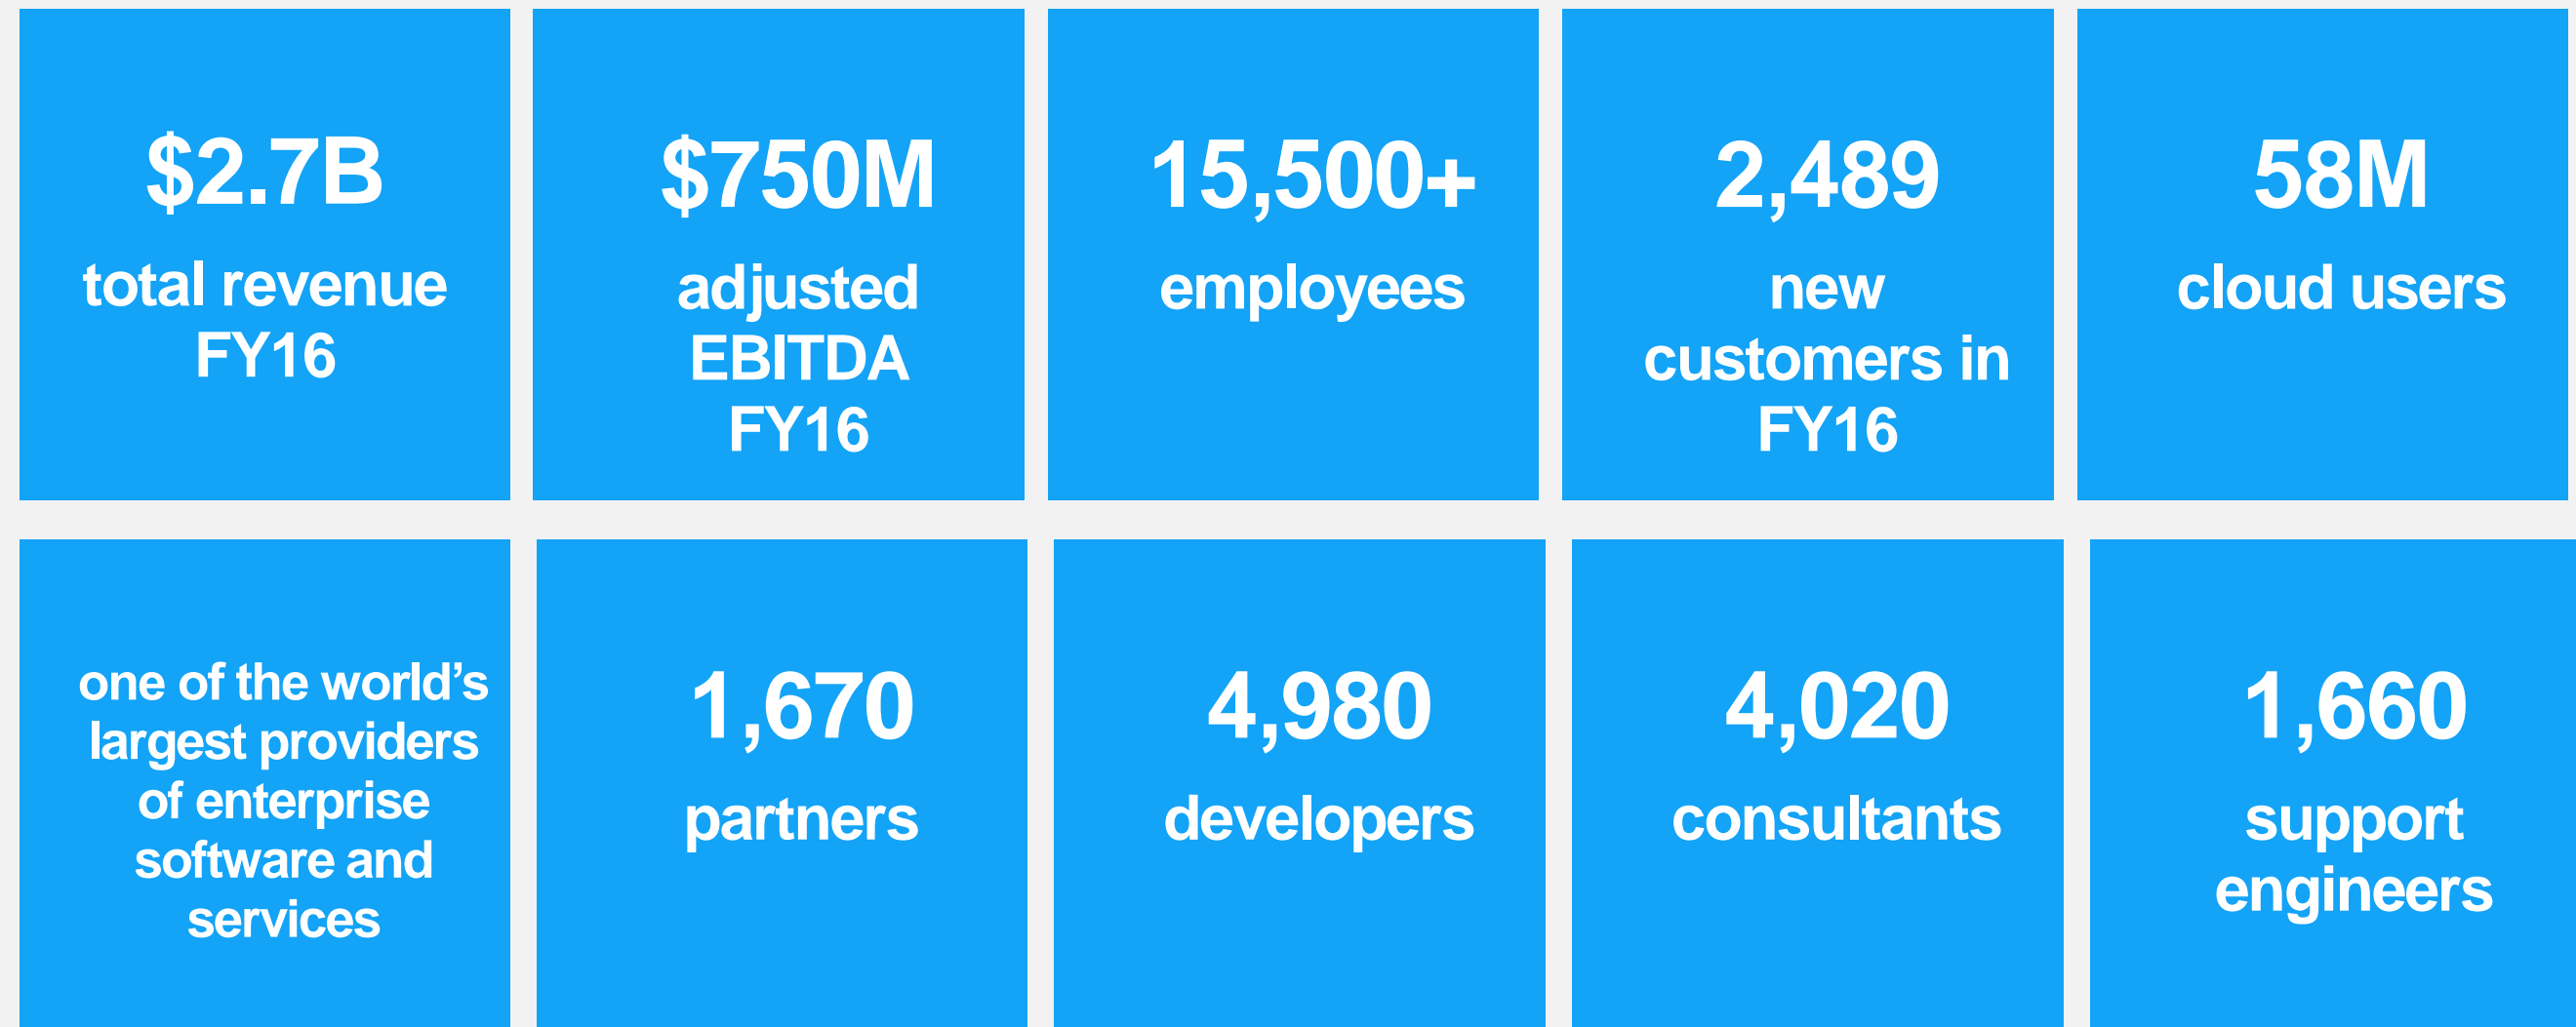 $2.7B
total revenue
FY16
$750M
adjusted
EBITDA
FY16
15,500+
employees
2,489
new
customers in
FY16
58M
cloud users
one of the world’s
largest providers
of enterprise
software and
services
1,670
partners
4,980
developers
4,020
consultants
1,660
support
engineers